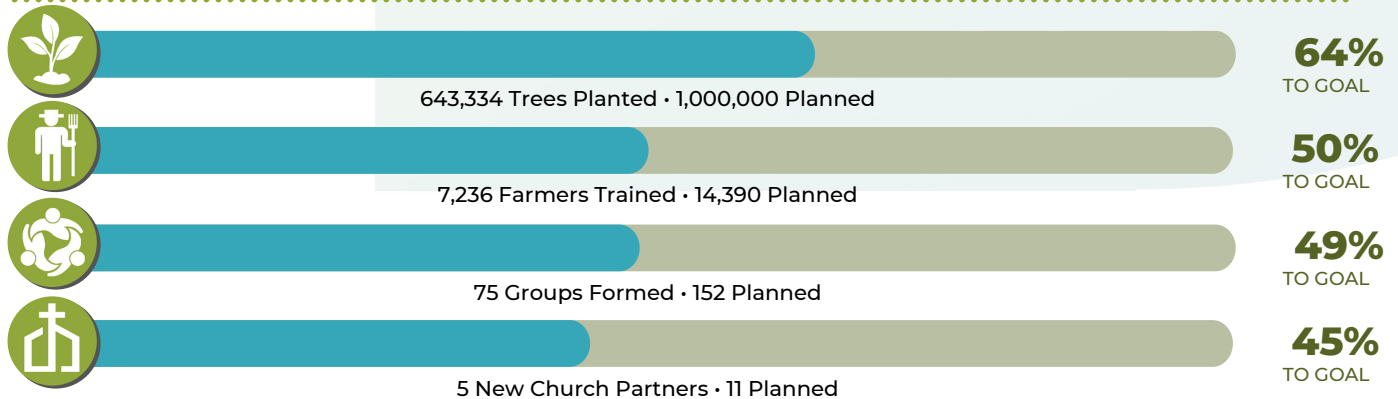 64%
TO GOAL
643,334 Trees Planted • 1,000,000 Planned
50%
TO GOAL
7,236 Farmers Trained • 14,390 Planned
49%
TO GOAL
75 Groups Formed • 152 Planned
45%
TO GOAL
5 New Church Partners • 11 Planned